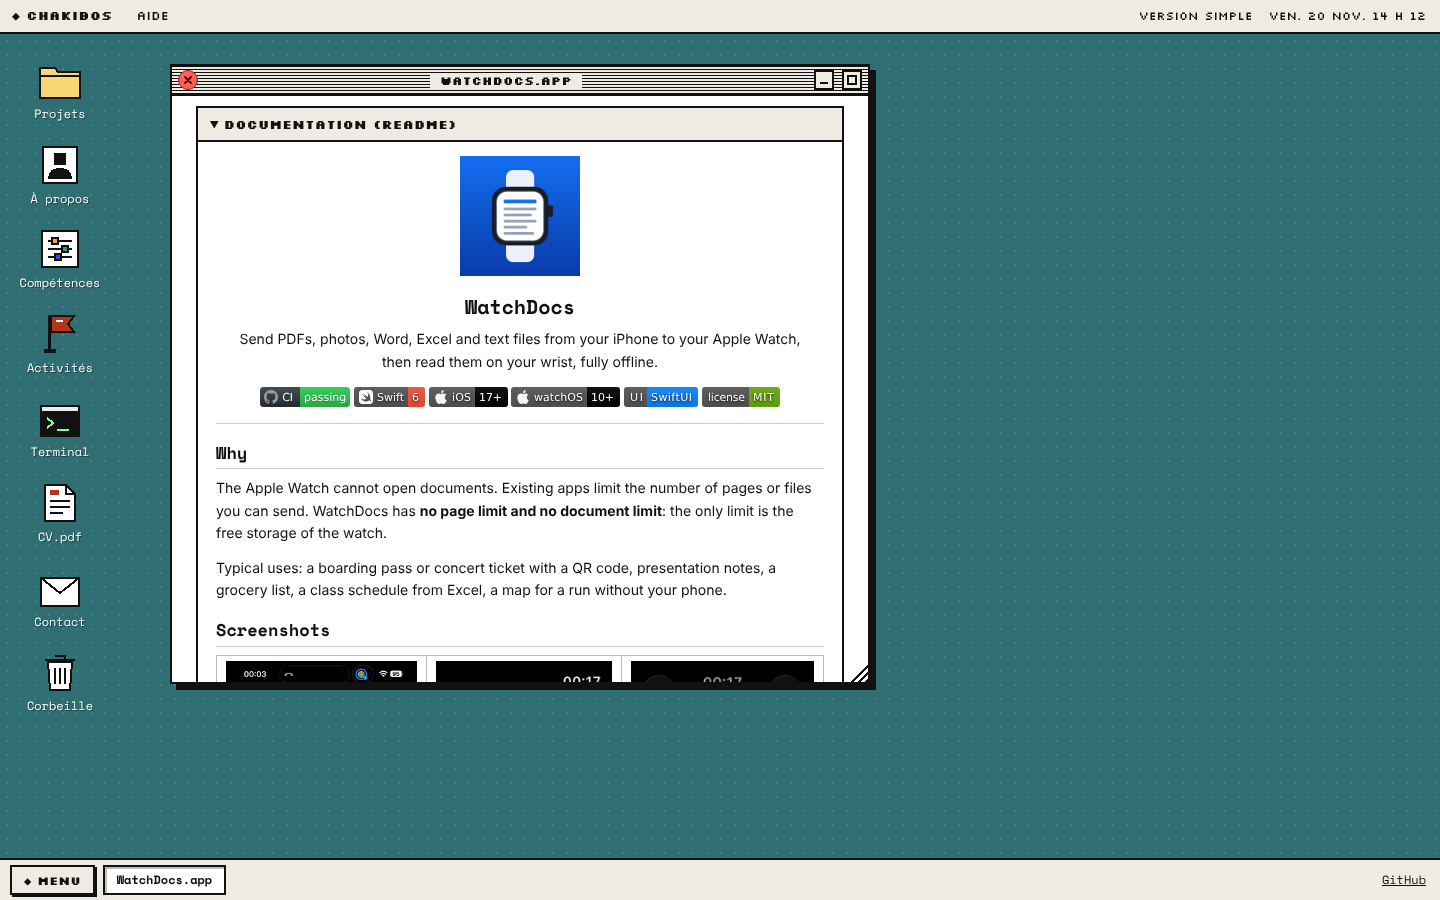 CHAKIDOS AIDE VERSION SIMPLE VEN. 20 NOV. 14 H 12
Projets
À propos
Compétences
Activités
Terminal
CV.pdf
Contact
Corbeille
WATCHDOCS.APP
▼ DOCUMENTATION (README)
WatchDocs
Send PDFs, photos, Word, Excel and text files from your iPhone to your Apple Watch,
then read them on your wrist, fully offline.
CI passing Swift 6 iOS 17+ watchOS 10+ UI SwiftUI license MIT
Why
The Apple Watch cannot open documents. Existing apps limit the number of pages or files
you can send. WatchDocs has no page limit and no document limit: the only limit is the
free storage of the watch.
Typical uses: a boarding pass or concert ticket with a QR code, presentation notes, a
grocery list, a class schedule from Excel, a map for a run without your phone.
Screenshots
00:03 00:17 00:17
MENU WatchDocs.app GitHub